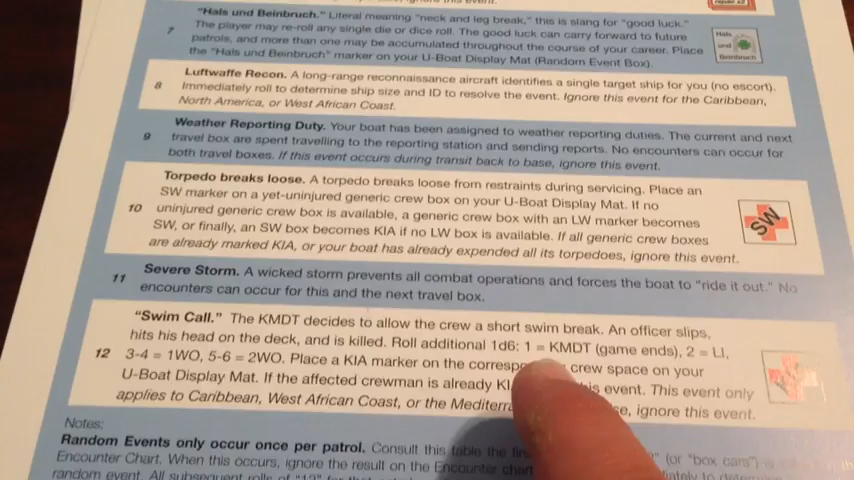 repair x2
"Hals und Beinbruch." Literal meaning "neck and leg break," this is slang for "good luck."
7 The player may re-roll any single die or dice roll. The good luck can carry forward to future
patrols, and more than one may be accumulated throughout the course of your career. Place
the "Hals und Beinbruch" marker on your U-Boat Display Mat (Random Event Box).
Hals
und
Beinbruch
Luftwaffe Recon. A long-range reconnaissance aircraft identifies a single target ship for you (no escort).
8 Immediately roll to determine ship size and ID to resolve the event. Ignore this event for the Caribbean,
North America, or West African Coast.
Weather Reporting Duty. Your boat has been assigned to weather reporting duties. The current and next
9 travel box are spent travelling to the reporting station and sending reports. No encounters can occur for
both travel boxes. If this event occurs during transit back to base, ignore this event.
Torpedo breaks loose. A torpedo breaks loose from restraints during servicing. Place an
SW marker on a yet-uninjured generic crew box on your U-Boat Display Mat. If no
10 uninjured generic crew box is available, a generic crew box with an LW marker becomes
SW, or finally, an SW box becomes KIA if no LW box is available. If all generic crew boxes
are already marked KIA, or your boat has already expended all its torpedoes, ignore this event.
SW
11 Severe Storm. A wicked storm prevents all combat operations and forces the boat to "ride it out." No
encounters can occur for this and the next travel box.
"Swim Call." The KMDT decides to allow the crew a short swim break. An officer slips,
hits his head on the deck, and is killed. Roll additional 1d6: 1 = KMDT (game ends), 2 = LI,
12 3-4 = 1WO, 5-6 = 2WO. Place a KIA marker on the crew space on your
U-Boat Display Mat. If the affected crewman is already this event. This event only
applies to Caribbean, West African Coast, or the ignore this event.
Notes:
Random Events only occur once per patrol. Consult this table the (or "box cars")
Encounter Chart. When this occurs, ignore the result on the Encounter chart
random event. All subsequent rolls of "12"